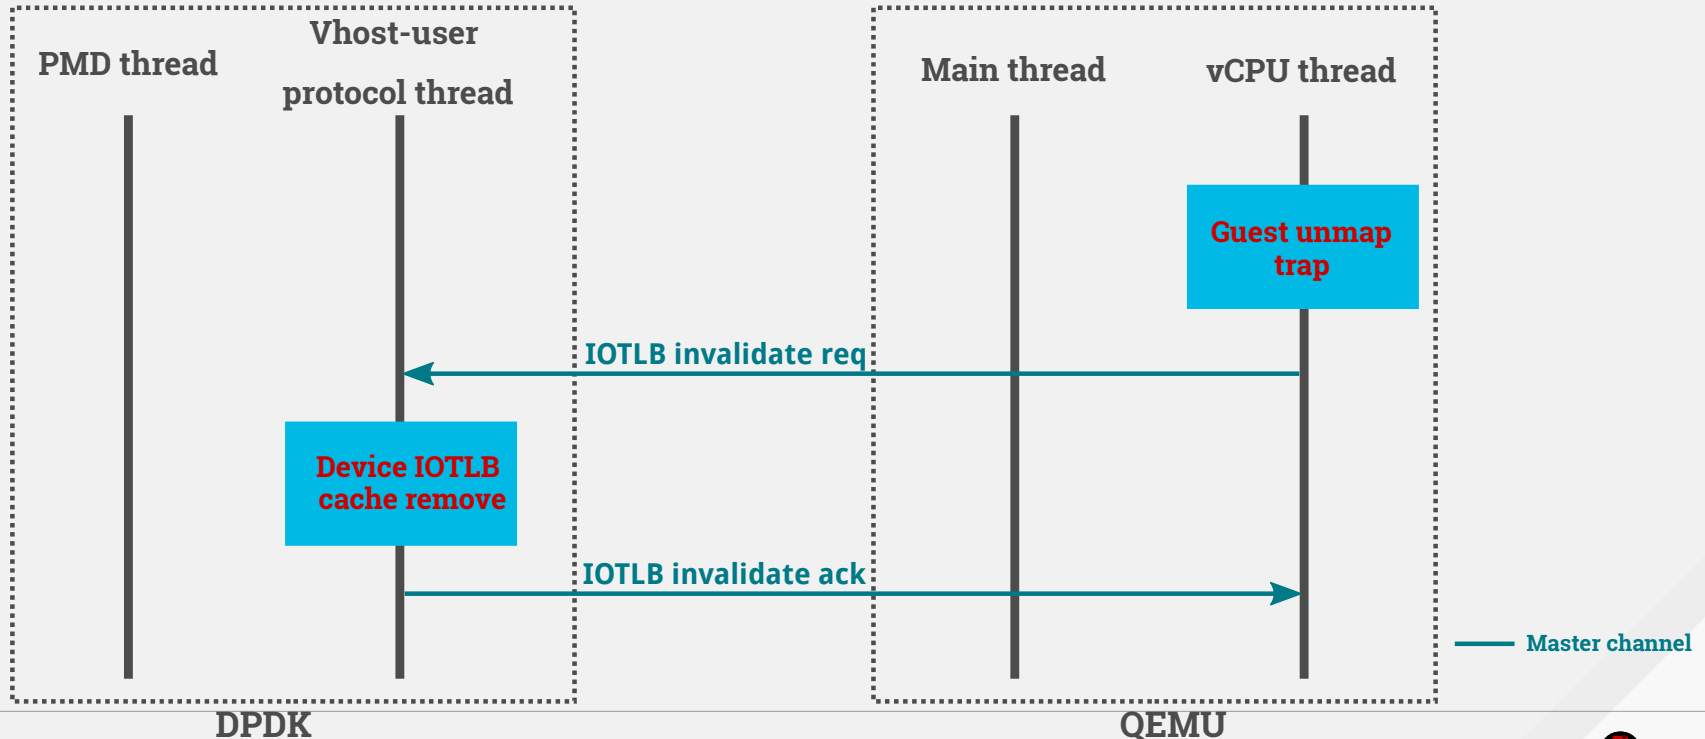 PMD thread
Vhost-user
protocol thread
Main thread
vCPU thread
Guest unmap
trap
IOTLB invalidate req
Device IOTLB
cache remove
IOTLB invalidate ack
Master channel
DPDK
QEMU